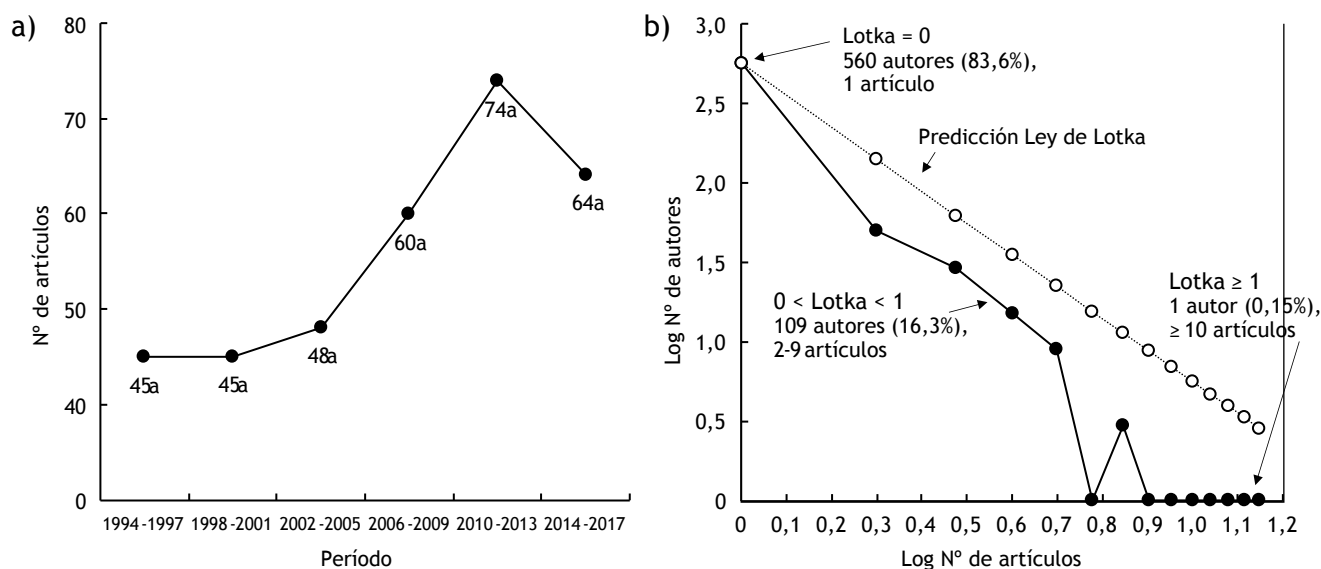 a)
80
70
60
50
40
0
Nº de artículos
45a
45a
48a
60a
74a
64a
1994-1997 1998-2001 2002-2005 2006-2009 2010-2013 2014-2017
Período
b)
3,0
2,5
2,0
1,5
1,0
0,5
0
Log Nº de autores
Lotka = 0
560 autores (83,6%),
1 artículo
Predicción Ley de Lotka
0 < Lotka < 1
109 autores (16,3%),
2-9 artículos
Lotka ≥ 1
1 autor (0,15%),
≥ 10 artículos
0 0,1 0,2 0,3 0,4 0,5 0,6 0,7 0,8 0,9 1,0 1,1 1,2
Log Nº de artículos